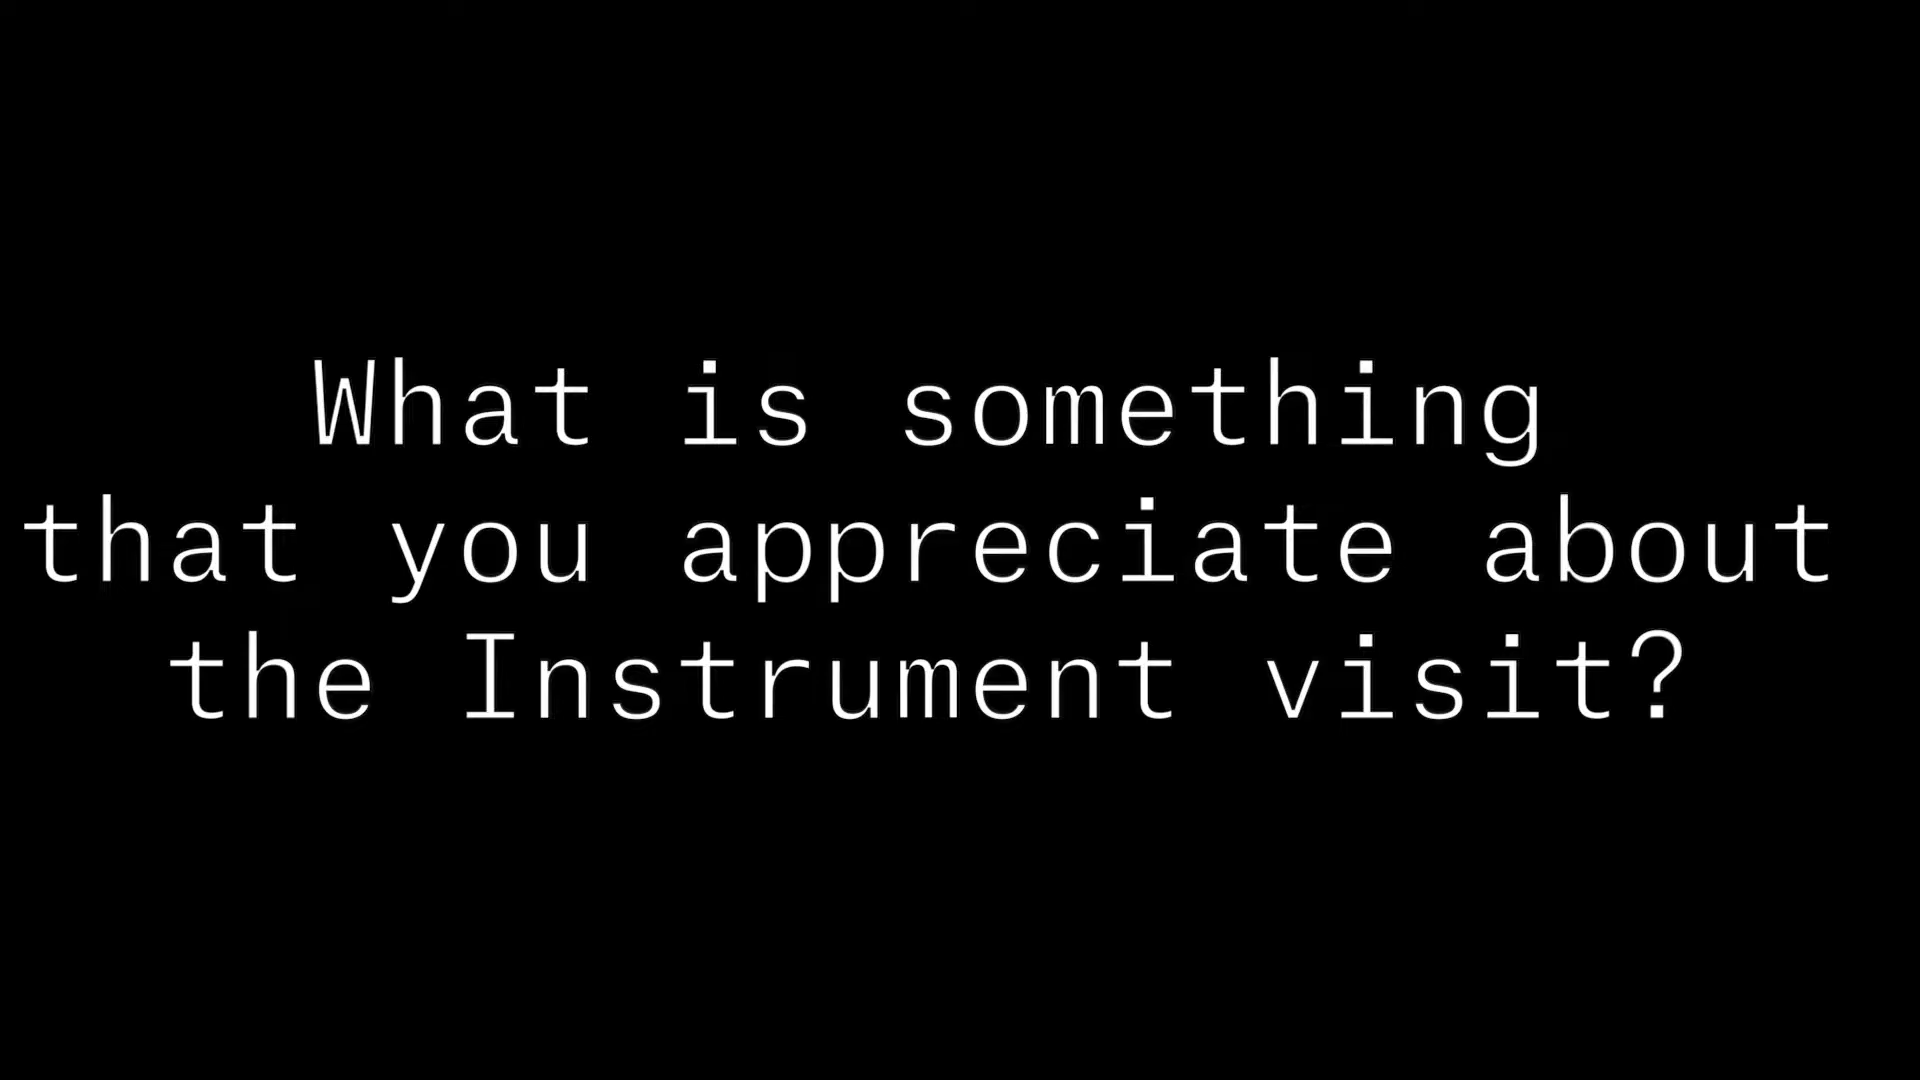 What is something
that you appreciate about
the Instrument visit?